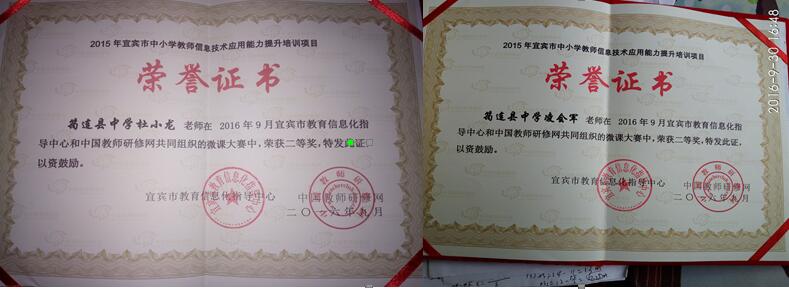 2015年宜宾市中小学教师信息技术应用能力提升培训项目
荣誉证书
筠连县中学杜小龙 老师在 2016年9月宜宾市教育信息化指
导中心和中国教师研修网共同组织的微课大赛中,荣获二等奖,特发此证,
以资鼓励。
宜宾市教育信息化指导中心 中国教师研修网
二〇一六年九月
2015年宜宾市中小学教师信息技术应用能力提升培训项目
荣誉证书
筠连县中学凌会军 老师在 2016年9月宜宾市教育信息化指
导中心和中国教师研修网共同组织的微课大赛中,荣获二等奖,特发此证,
以资鼓励。
宜宾市教育信息化指导中心 中国教师研修网
二〇一六年九月
2016-9-30 16:48